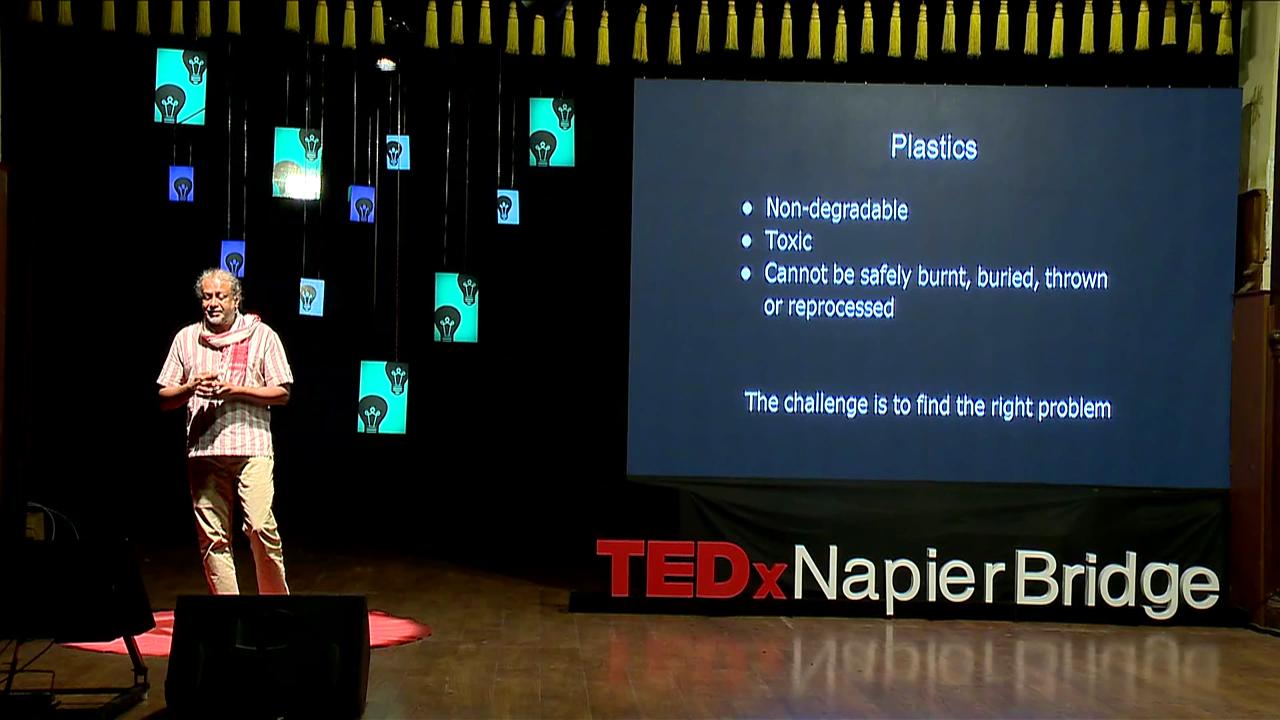 Plastics
● Non-degradable
● Toxic
● Cannot be safely burnt, buried, thrown
or reprocessed
The challenge is to find the right problem
TEDxNapierBridge